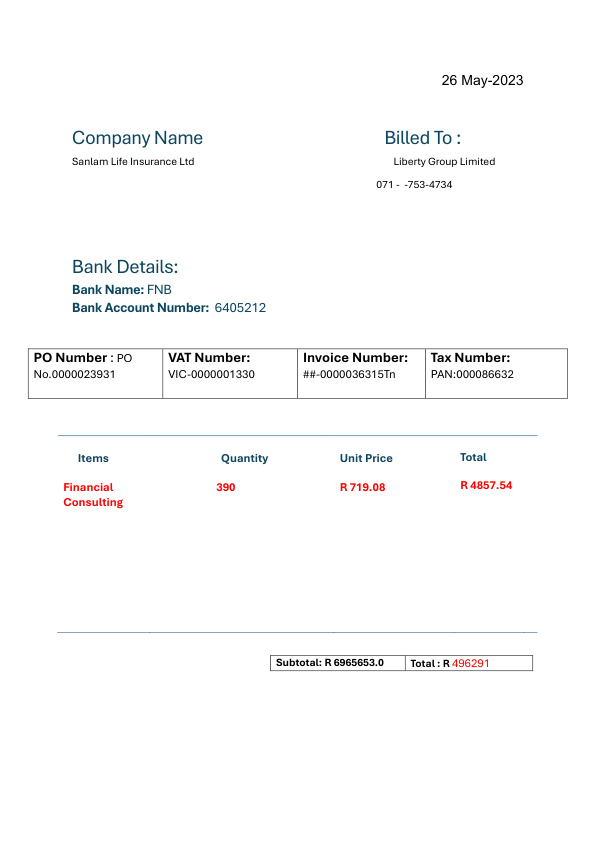 26 May-2023
Company Name
Billed To :
Sanlam Life Insurance Ltd
Liberty Group Limited
071 - -753-4734
Bank Details:
Bank Name: FNB
Bank Account Number: 6405212
PO Number : PO No.0000023931
VAT Number: VIC-0000001330
Invoice Number: ##-0000036315Tn
Tax Number: PAN:000086632
Items Quantity Unit Price Total
Financial Consulting 390 R 719.08 R 4857.54
Subtotal: R 6965653.0 Total : R 496291